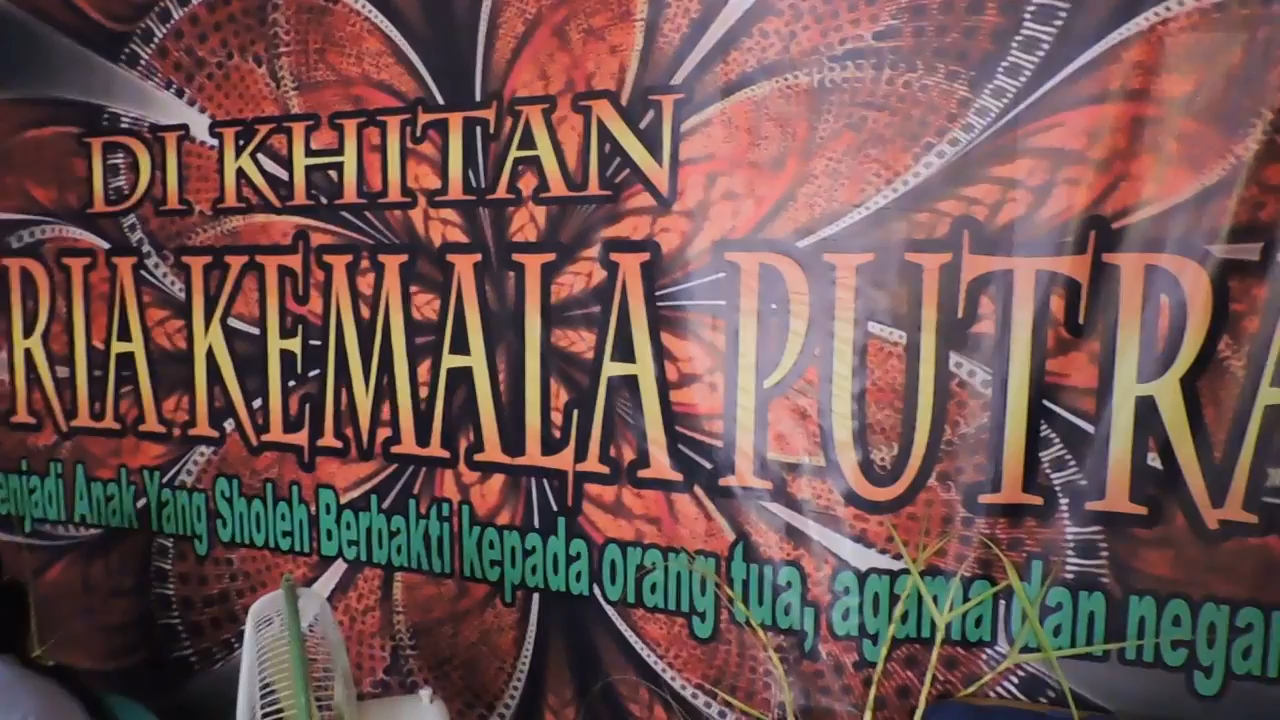 DI KHITAN
RIA KEMALA PUTRA
enjadi Anak Yang Sholeh Berbakti kepada orang tua, agama dan negar